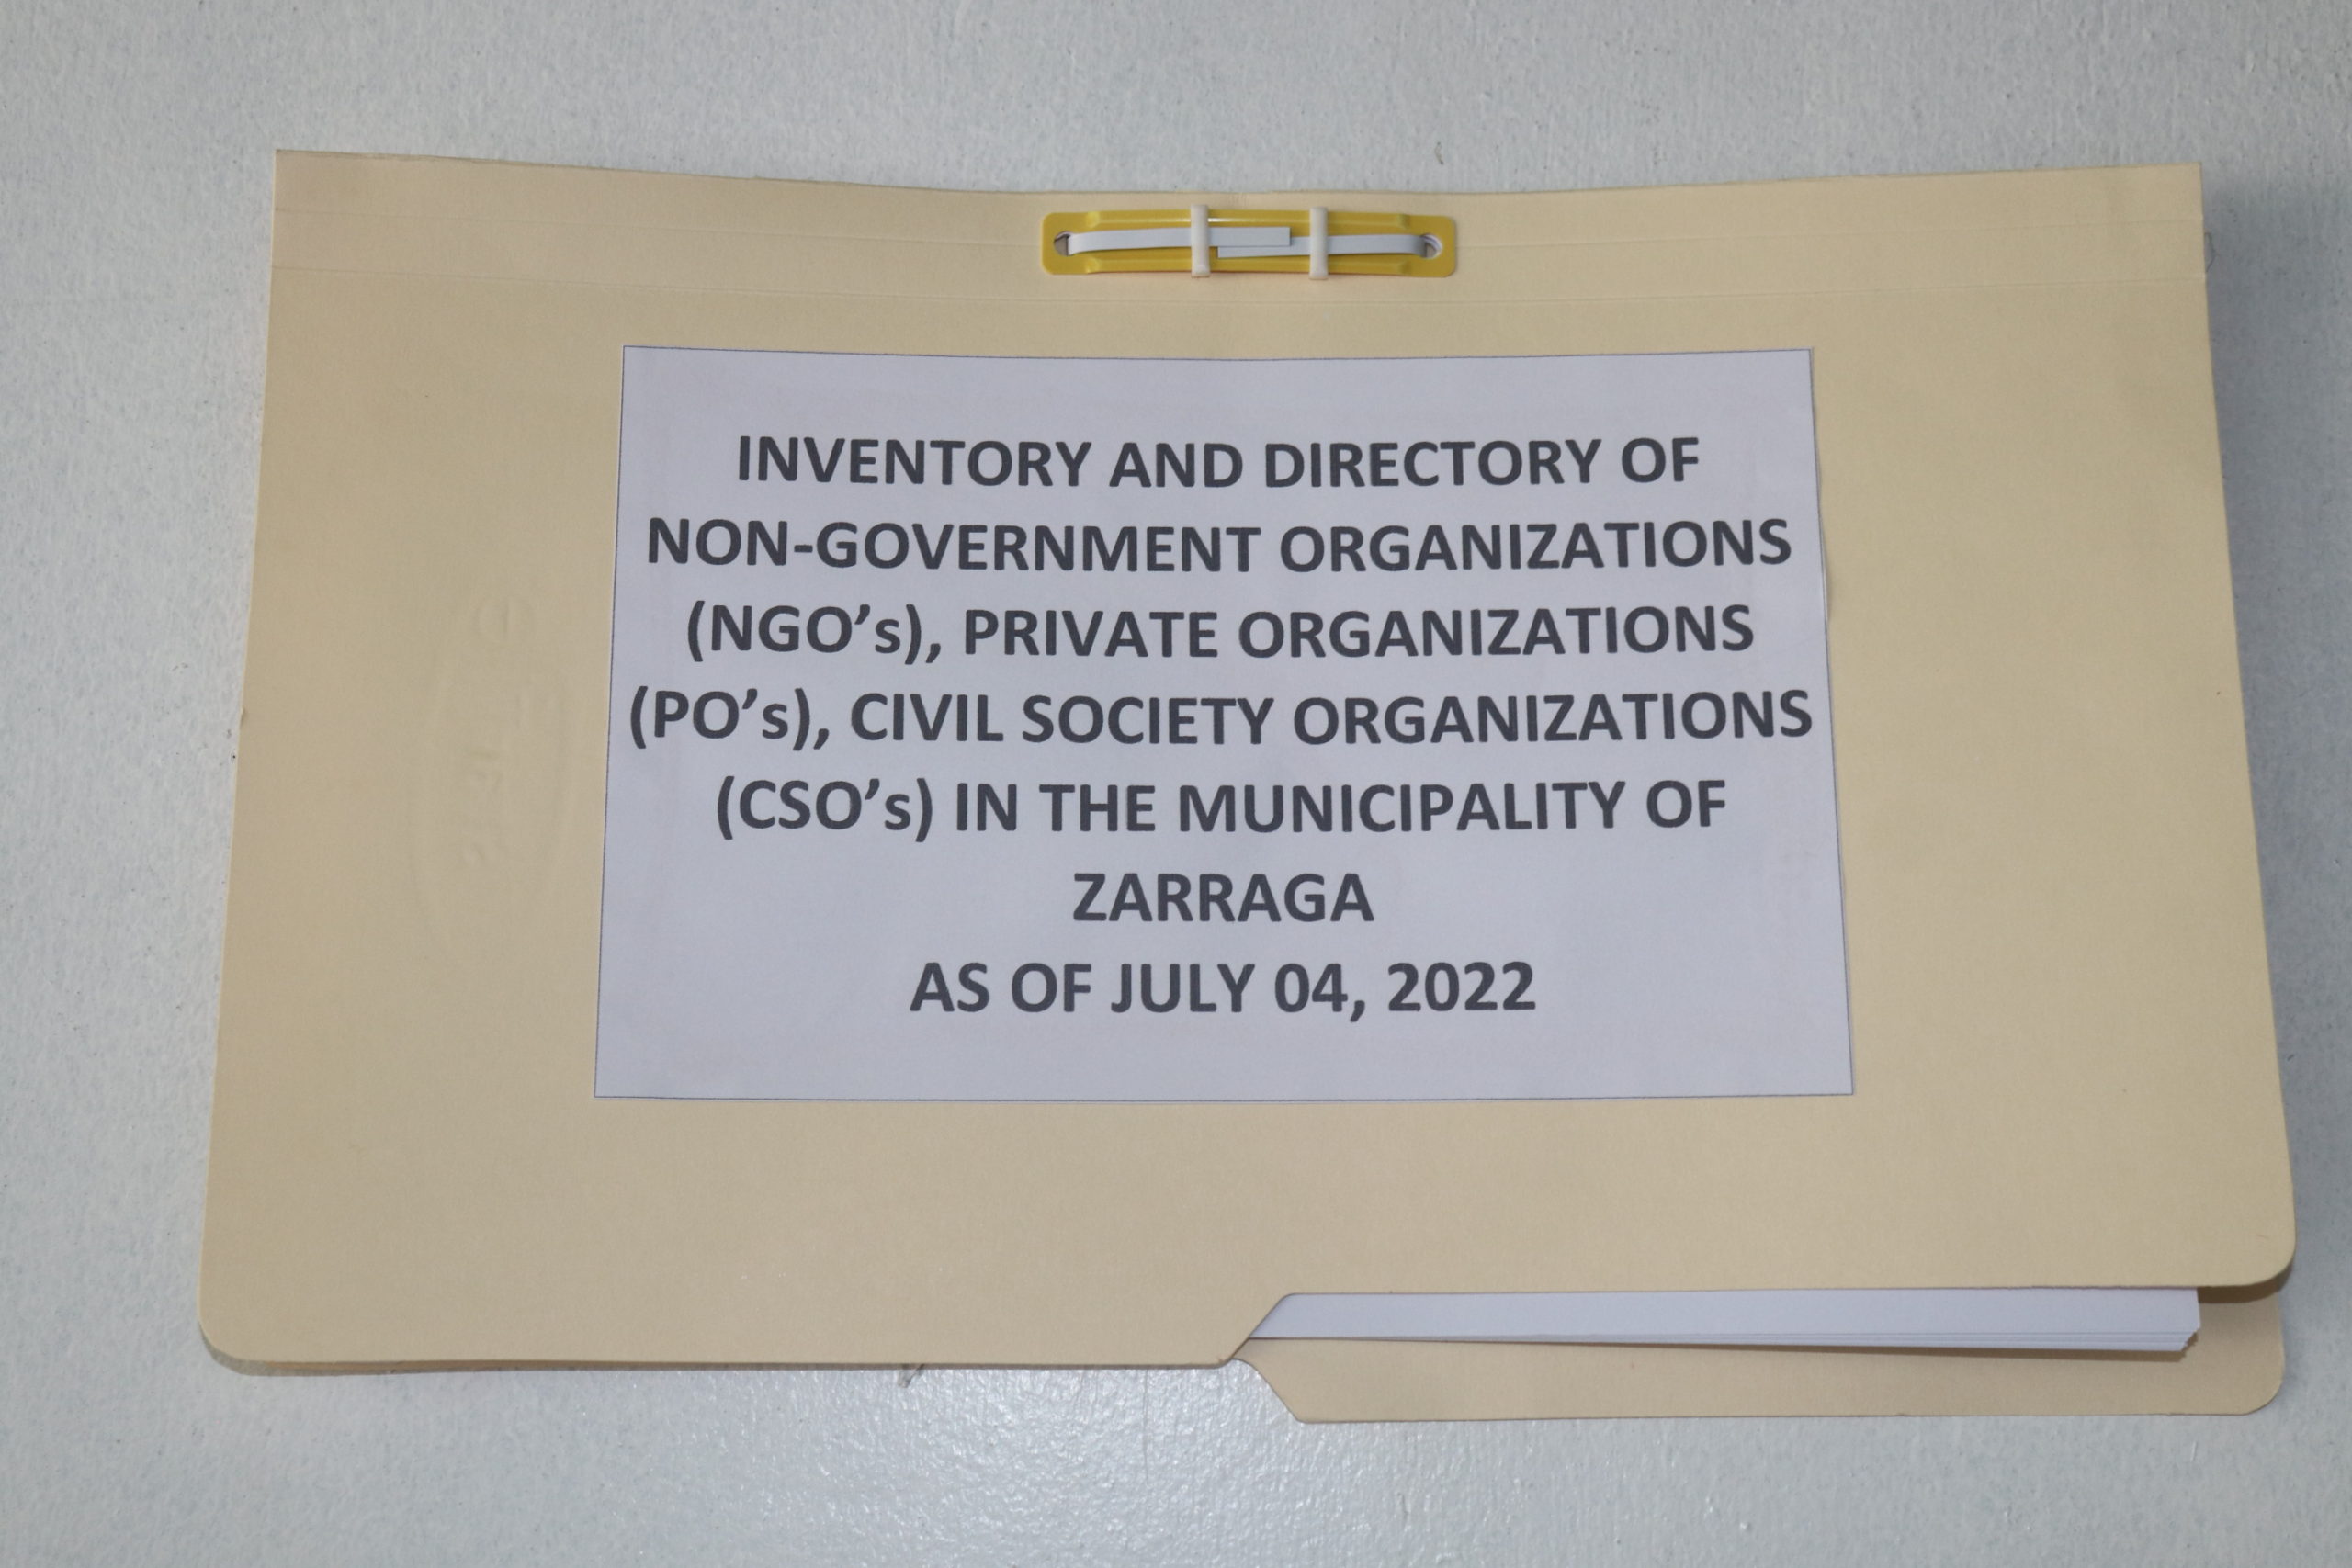 INVENTORY AND DIRECTORY OF
NON-GOVERNMENT ORGANIZATIONS
(NGO’s), PRIVATE ORGANIZATIONS
(PO’s), CIVIL SOCIETY ORGANIZATIONS
(CSO’s) IN THE MUNICIPALITY OF
ZARRAGA
AS OF JULY 04, 2022